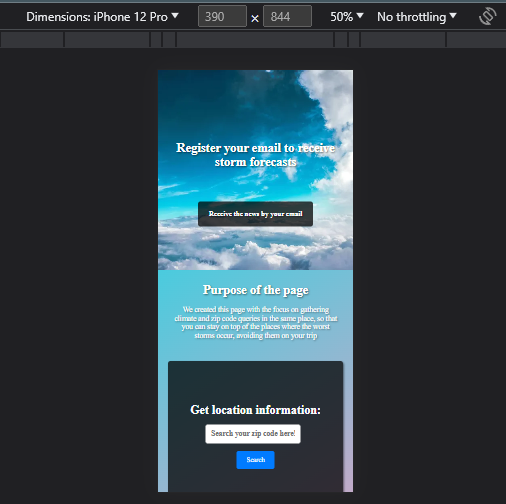 Dimensions: iPhone 12 Pro ▼ 390 × 844 50% ▼ No throttling ▼
Register your email to receive
storm forecasts
Receive the news by your email
Purpose of the page
We created this page with the focus on gathering
climate and zip code queries in the same place, so that
you can stay on top of the places where the worst
storms occur, avoiding them on your trip
Get location information:
Search your zip code here!
Search